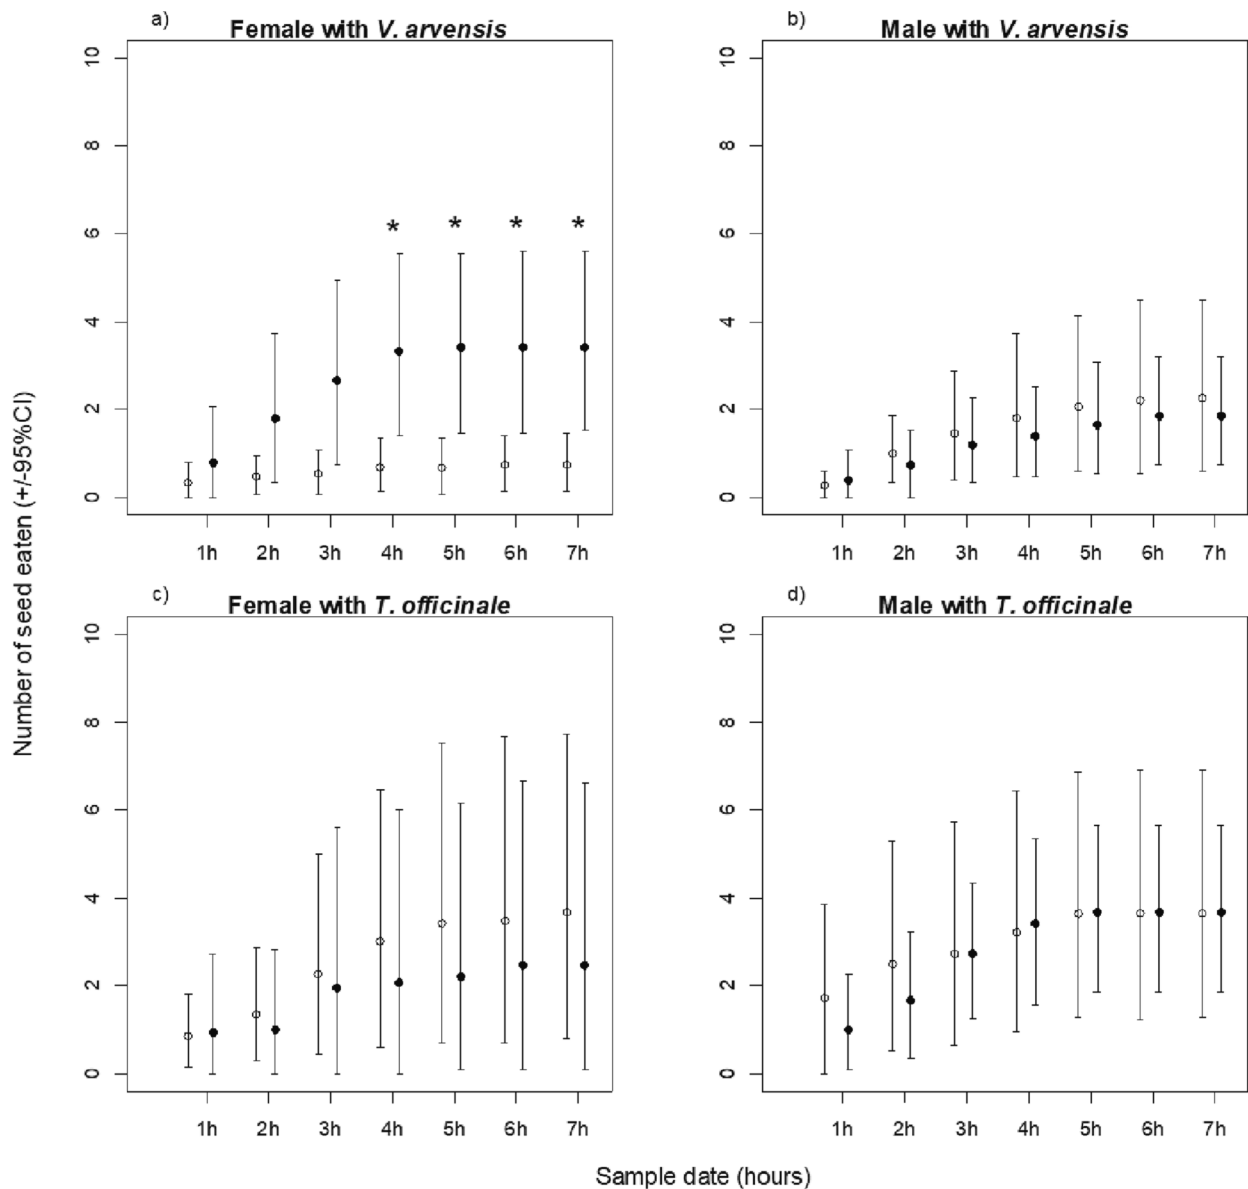 a)
Female with V. arvensis
10
8
6
4
2
0
* * * *
1h 2h 3h 4h 5h 6h 7h
b)
Male with V. arvensis
10
8
6
4
2
0
1h 2h 3h 4h 5h 6h 7h
Number of seed eaten (+/-95%CI)
c)
Female with T. officinale
10
8
6
4
2
0
1h 2h 3h 4h 5h 6h 7h
d)
Male with T. officinale
10
8
6
4
2
0
1h 2h 3h 4h 5h 6h 7h
Sample date (hours)